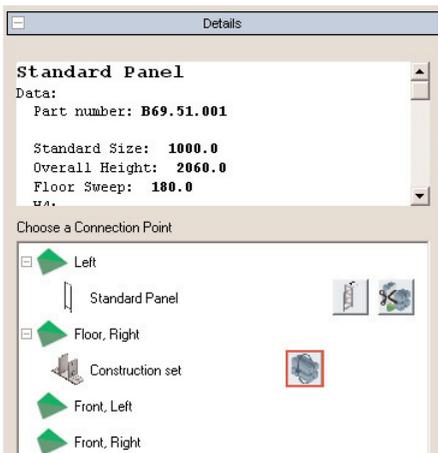 Details
Standard Panel
Data:
Part number: B69.51.001
Standard Size: 1000.0
Overall Height: 2060.0
Floor Sweep: 180.0
H4:
Choose a Connection Point
Left
Standard Panel
Floor, Right
Construction set
Front, Left
Front, Right